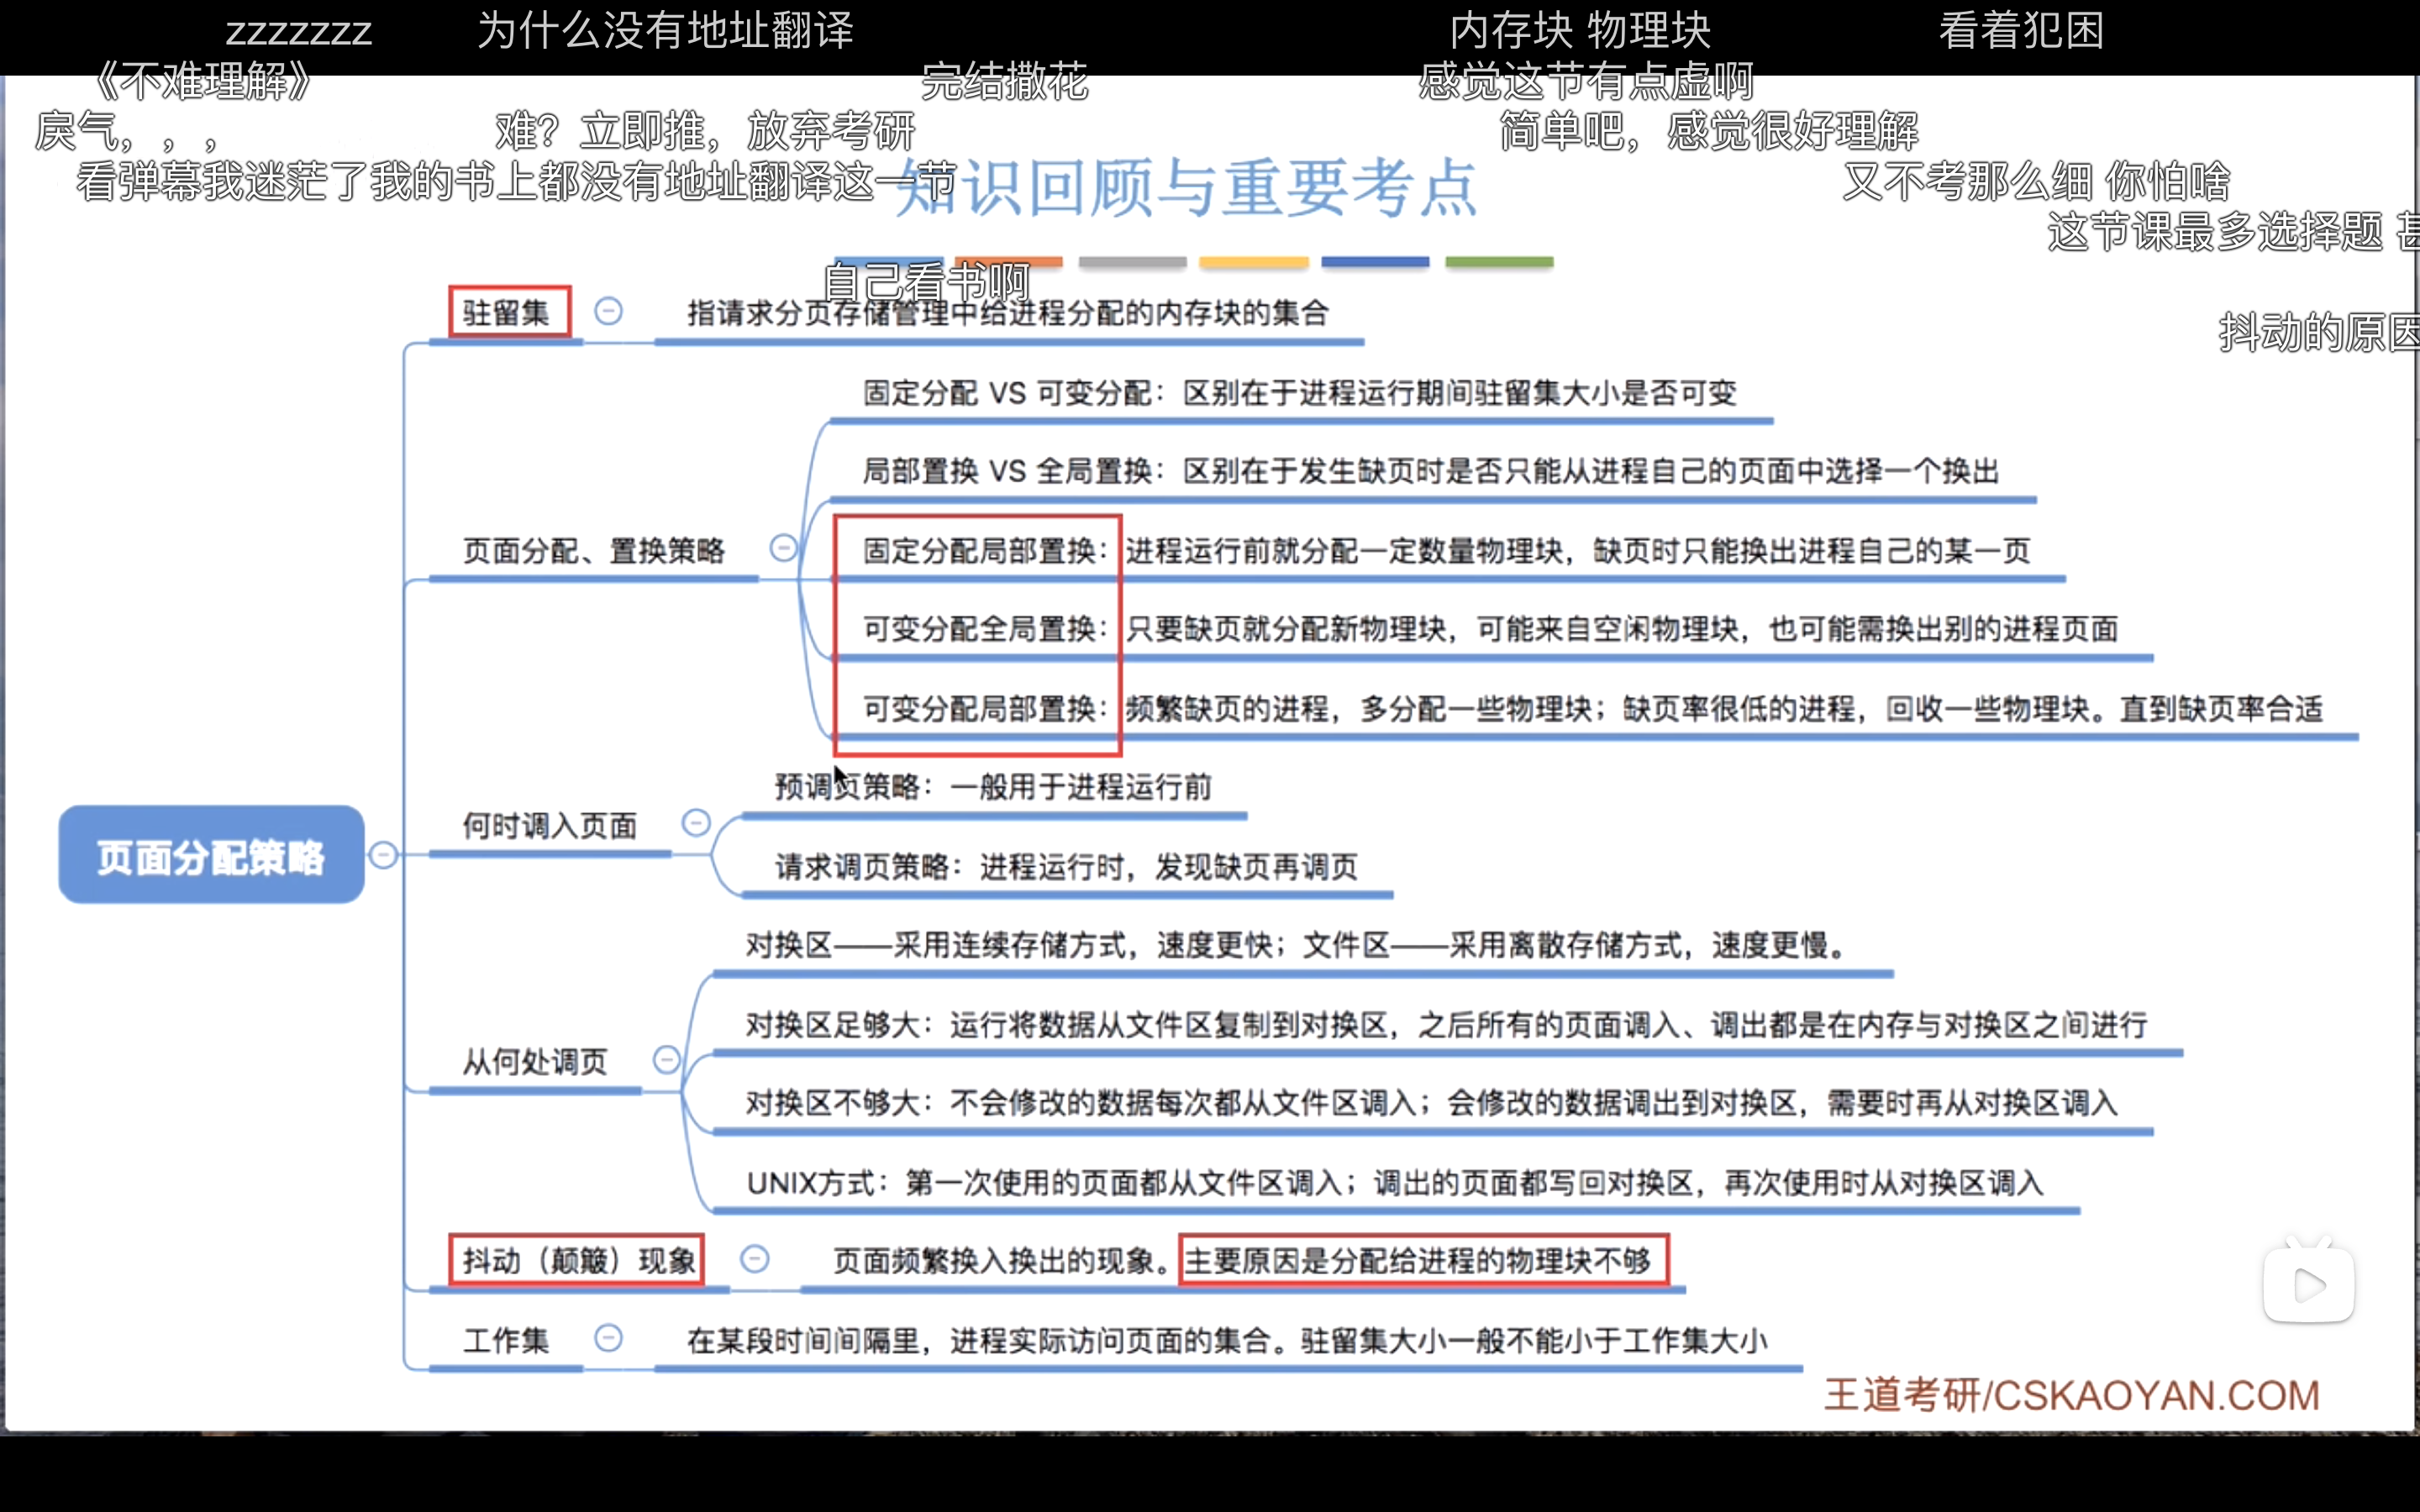 zzzzzzz 为什么没有地址翻译 内存块 物理块 看着犯困
《不难理解》 完结撒花 感觉这节有点虚啊
戾气，，， 难？立即推，放弃考研 简单吧，感觉很好理解
看弹幕我迷茫了我的书上都没有地址翻译这一节 又不考那么细 你怕啥
知识回顾与重要考点
这节课最多选择题
自己看书啊
驻留集 指请求分页存储管理中给进程分配的内存块的集合
抖动的原因
固定分配 VS 可变分配：区别在于进程运行期间驻留集大小是否可变
局部置换 VS 全局置换：区别在于发生缺页时是否只能从进程自己的页面中选择一个换出
页面分配、置换策略
固定分配局部置换：进程运行前就分配一定数量物理块，缺页时只能换出进程自己的某一页
可变分配全局置换：只要缺页就分配新物理块，可能来自空闲物理块，也可能需换出别的进程页面
可变分配局部置换：频繁缺页的进程，多分配一些物理块；缺页率很低的进程，回收一些物理块。直到缺页率合适
预调页策略：一般用于进程运行前
何时调入页面
请求调页策略：进程运行时，发现缺页再调页
页面分配策略
对换区——采用连续存储方式，速度更快；文件区——采用离散存储方式，速度更慢。
对换区足够大：运行将数据从文件区复制到对换区，之后所有的页面调入、调出都是在内存与对换区之间进行
从何处调页
对换区不够大：不会修改的数据每次都从文件区调入；会修改的数据调出到对换区，需要时再从对换区调入
UNIX方式：第一次使用的页面都从文件区调入；调出的页面都写回对换区，再次使用时从对换区调入
抖动（颠簸）现象 页面频繁换入换出的现象。主要原因是分配给进程的物理块不够
工作集 在某段时间间隔里，进程实际访问页面的集合。驻留集大小一般不能小于工作集大小
王道考研/CSKAOYAN.COM